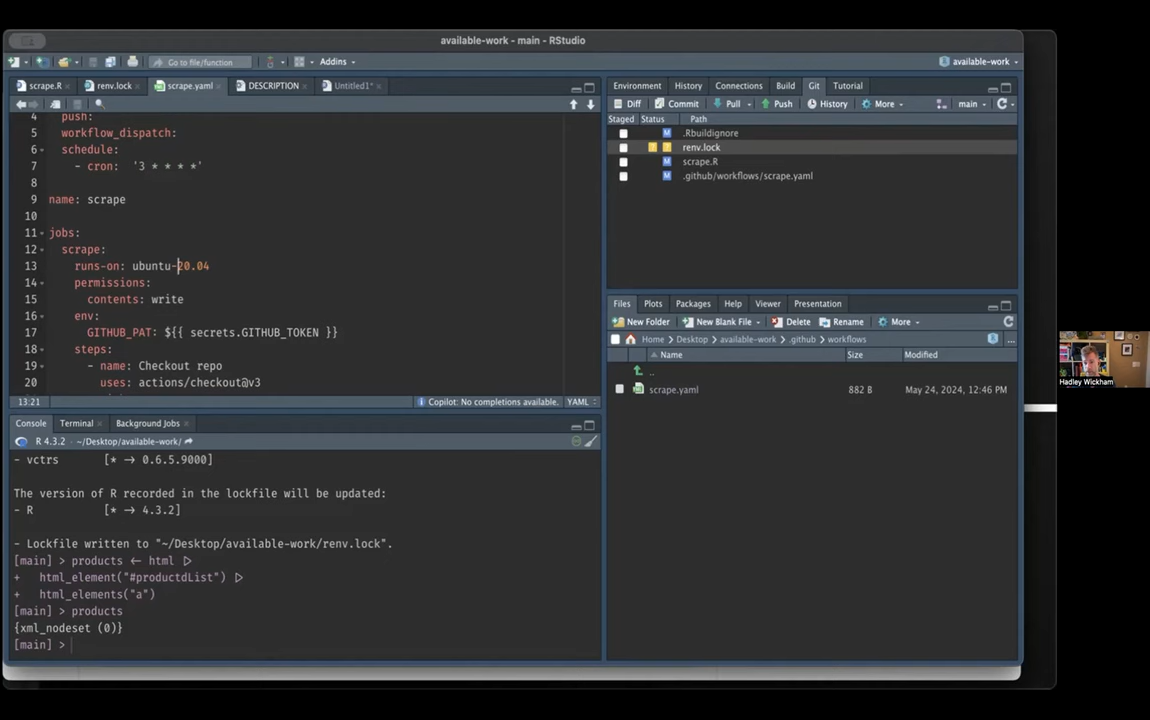 available-work - main - RStudio
Go to file/function
Addins
available-work
scrape.R
renv.lock
scrape.yaml
DESCRIPTION
Untitled1*
4 push:
5 workflow_dispatch:
6 schedule:
7 - cron: '3 * * * *'
8
9 name: scrape
10
11 jobs:
12 scrape:
13 runs-on: ubuntu-20.04
14 permissions:
15 contents: write
16 env:
17 GITHUB_PAT: ${{ secrets.GITHUB_TOKEN }}
18 steps:
19 - name: Checkout repo
20 uses: actions/checkout@v3
13:21
Copilot: No completions available.
YAML
Console
Terminal
Background Jobs
R 4.3.2 · ~/Desktop/available-work/
- vctrs [* → 0.6.5.9000]
The version of R recorded in the lockfile will be updated:
- R [* → 4.3.2]
- Lockfile written to "~/Desktop/available-work/renv.lock".
[main] > products ← html ▷
+ html_element("#productdList") ▷
+ html_elements("a")
[main] > products
{xml_nodeset (0)}
[main] >
Environment
History
Connections
Build
Git
Tutorial
Diff
Commit
Pull
Push
History
More
main
Staged
Status
Path
M .Rbuildignore
? ? renv.lock
M scrape.R
M .github/workflows/scrape.yaml
Files
Plots
Packages
Help
Viewer
Presentation
New Folder
New Blank File
Delete
Rename
More
Home
Desktop
available-work
.github
workflows
...
Name
Size
Modified
..
scrape.yaml
882 B
May 24, 2024, 12:46 PM
Hadley Wickham